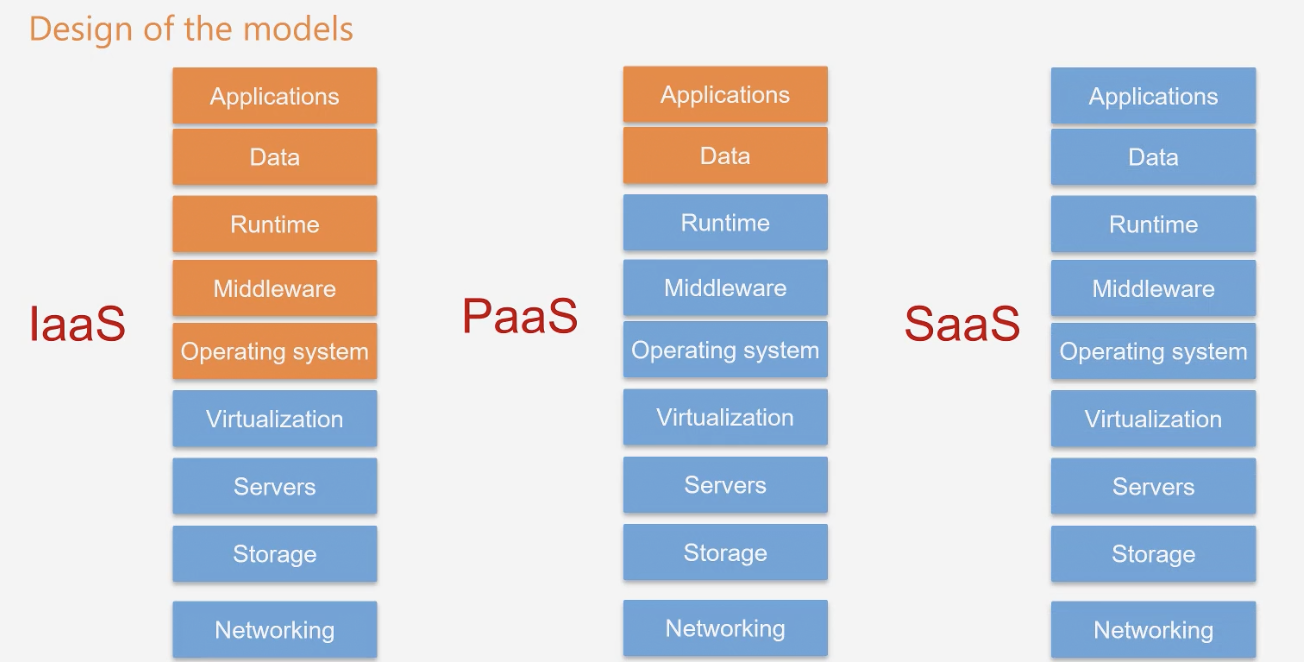 Design of the models
IaaS
Applications
Data
Runtime
Middleware
Operating system
Virtualization
Servers
Storage
Networking
PaaS
Applications
Data
Runtime
Middleware
Operating system
Virtualization
Servers
Storage
Networking
SaaS
Applications
Data
Runtime
Middleware
Operating system
Virtualization
Servers
Storage
Networking